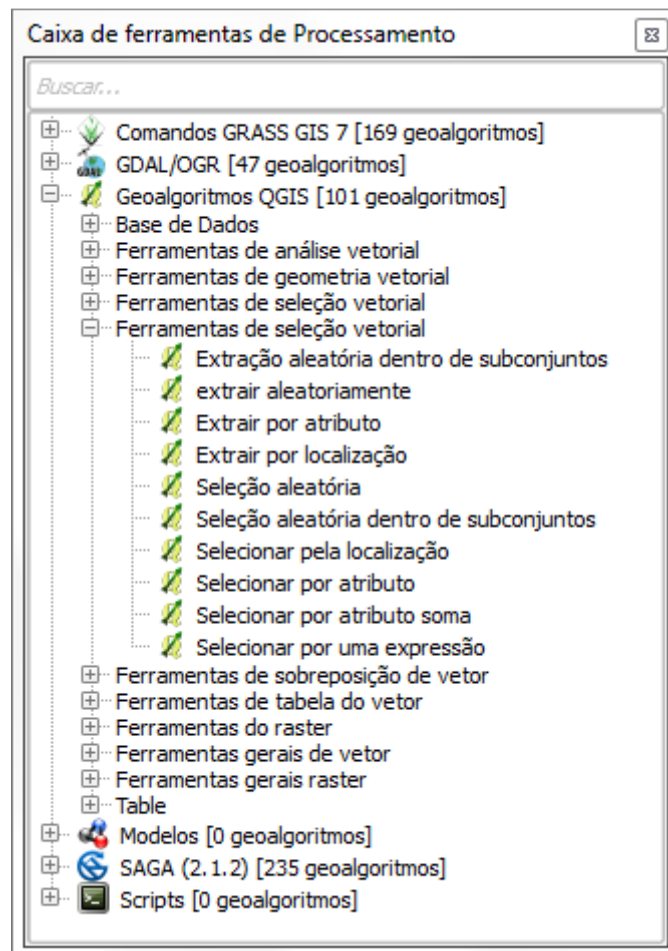 Caixa de ferramentas de Processamento
Buscar...
Comandos GRASS GIS 7 [169 geoalgoritmos]
GDAL/OGR [47 geoalgoritmos]
Geoalgoritmos QGIS [101 geoalgoritmos]
Base de Dados
Ferramentas de análise vetorial
Ferramentas de geometria vetorial
Ferramentas de seleção vetorial
Ferramentas de seleção vetorial
Extração aleatória dentro de subconjuntos
extrair aleatoriamente
Extrair por atributo
Extrair por localização
Seleção aleatória
Seleção aleatória dentro de subconjuntos
Selecionar pela localização
Selecionar por atributo
Selecionar por atributo soma
Selecionar por uma expressão
Ferramentas de sobreposição de vetor
Ferramentas de tabela do vetor
Ferramentas do raster
Ferramentas gerais de vetor
Ferramentas gerais raster
Table
Modelos [0 geoalgoritmos]
SAGA (2.1.2) [235 geoalgoritmos]
Scripts [0 geoalgoritmos]